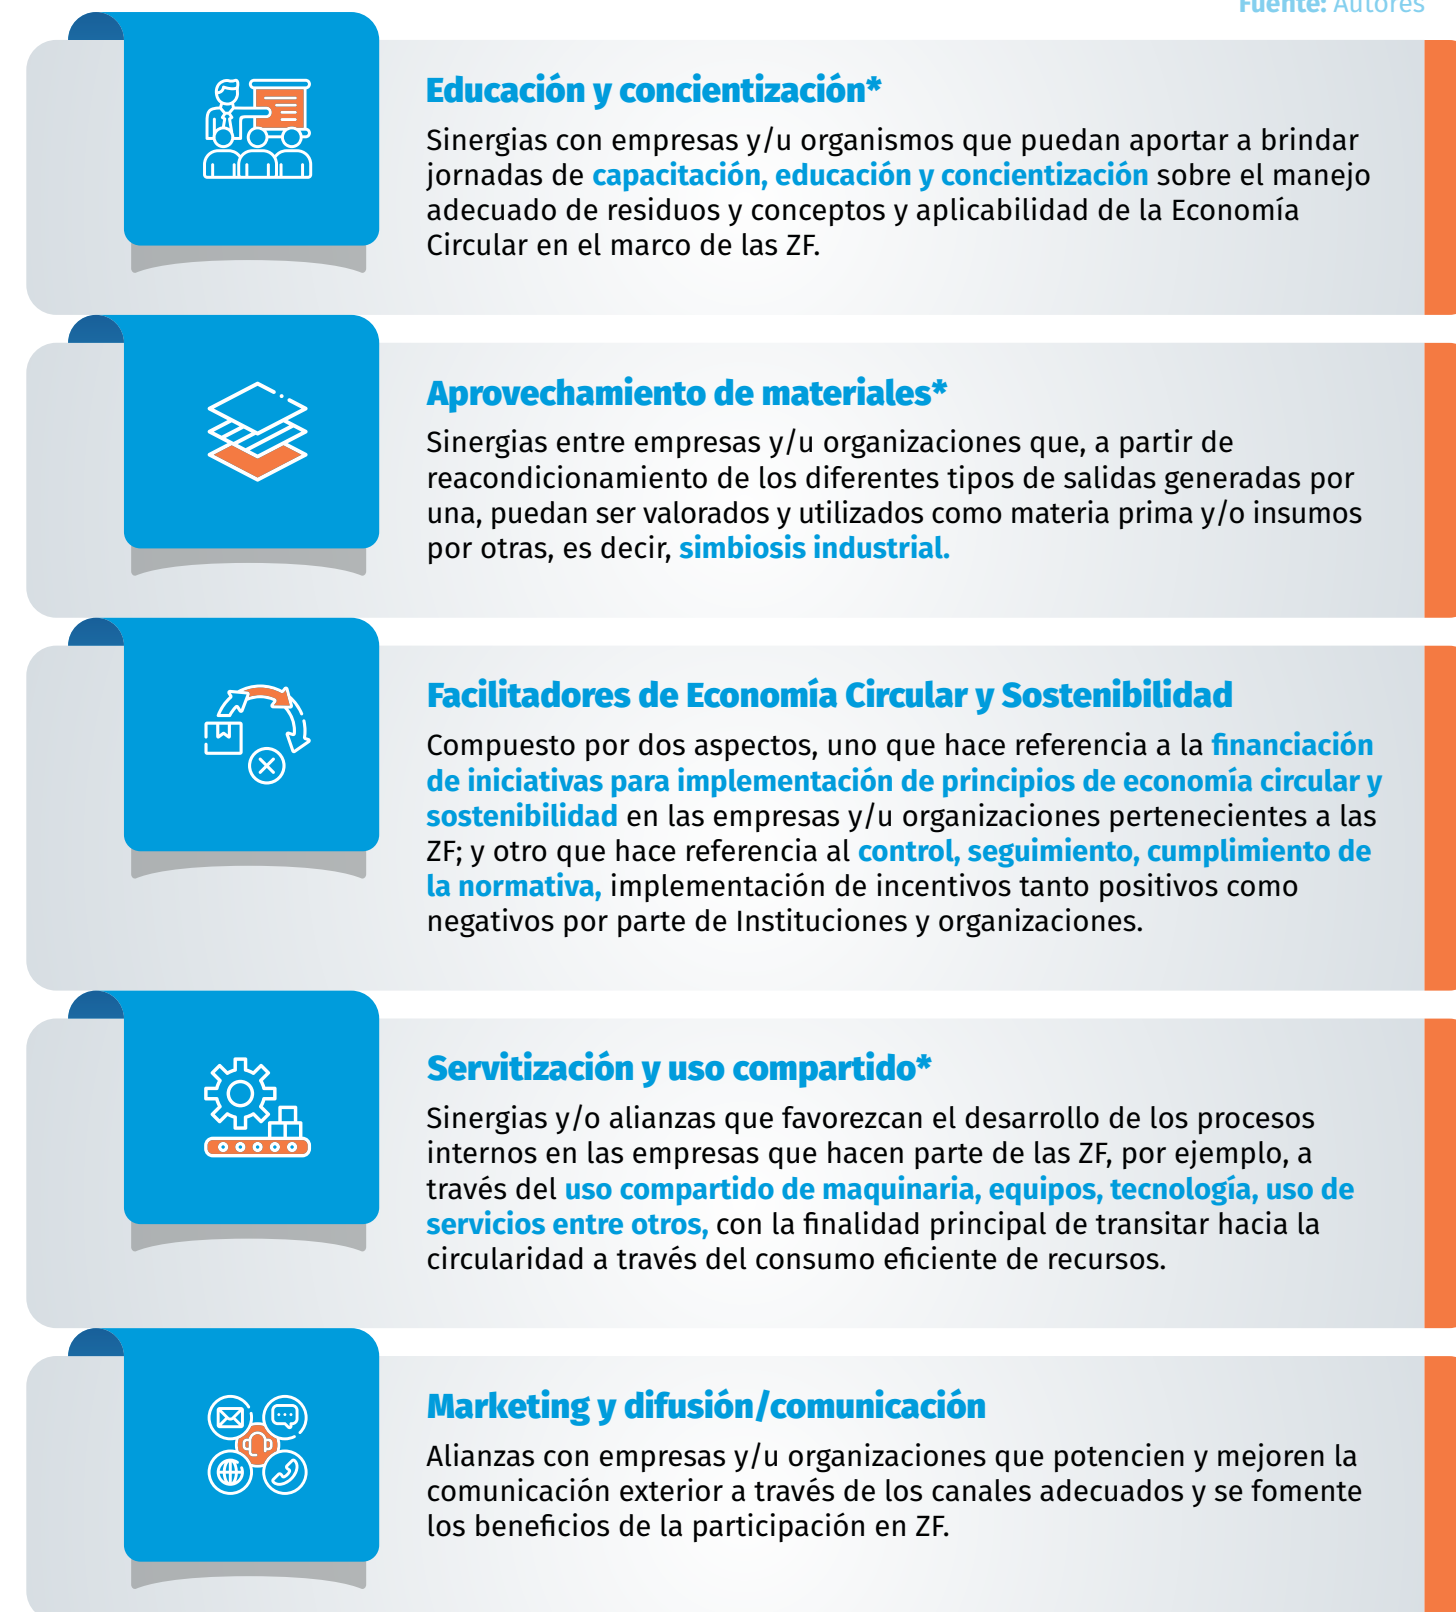 Fuente: Autores
Educación y concientización*
Sinergias con empresas y/u organismos que puedan aportar a brindar
jornadas de capacitación, educación y concientización sobre el manejo
adecuado de residuos y conceptos y aplicabilidad de la Economía
Circular en el marco de las ZF.
Aprovechamiento de materiales*
Sinergias entre empresas y/u organizaciones que, a partir de
reacondicionamiento de los diferentes tipos de salidas generadas por
una, puedan ser valorados y utilizados como materia prima y/o insumos
por otras, es decir, simbiosis industrial.
Facilitadores de Economía Circular y Sostenibilidad
Compuesto por dos aspectos, uno que hace referencia a la financiación
de iniciativas para implementación de principios de economía circular y
sostenibilidad en las empresas y/u organizaciones pertenecientes a las
ZF; y otro que hace referencia al control, seguimiento, cumplimiento de
la normativa, implementación de incentivos tanto positivos como
negativos por parte de Instituciones y organizaciones.
Servitización y uso compartido*
Sinergias y/o alianzas que favorezcan el desarrollo de los procesos
internos en las empresas que hacen parte de las ZF, por ejemplo, a
través del uso compartido de maquinaria, equipos, tecnología, uso de
servicios entre otros, con la finalidad principal de transitar hacia la
circularidad a través del consumo eficiente de recursos.
Marketing y difusión/comunicación
Alianzas con empresas y/u organizaciones que potencien y mejoren la
comunicación exterior a través de los canales adecuados y se fomente
los beneficios de la participación en ZF.